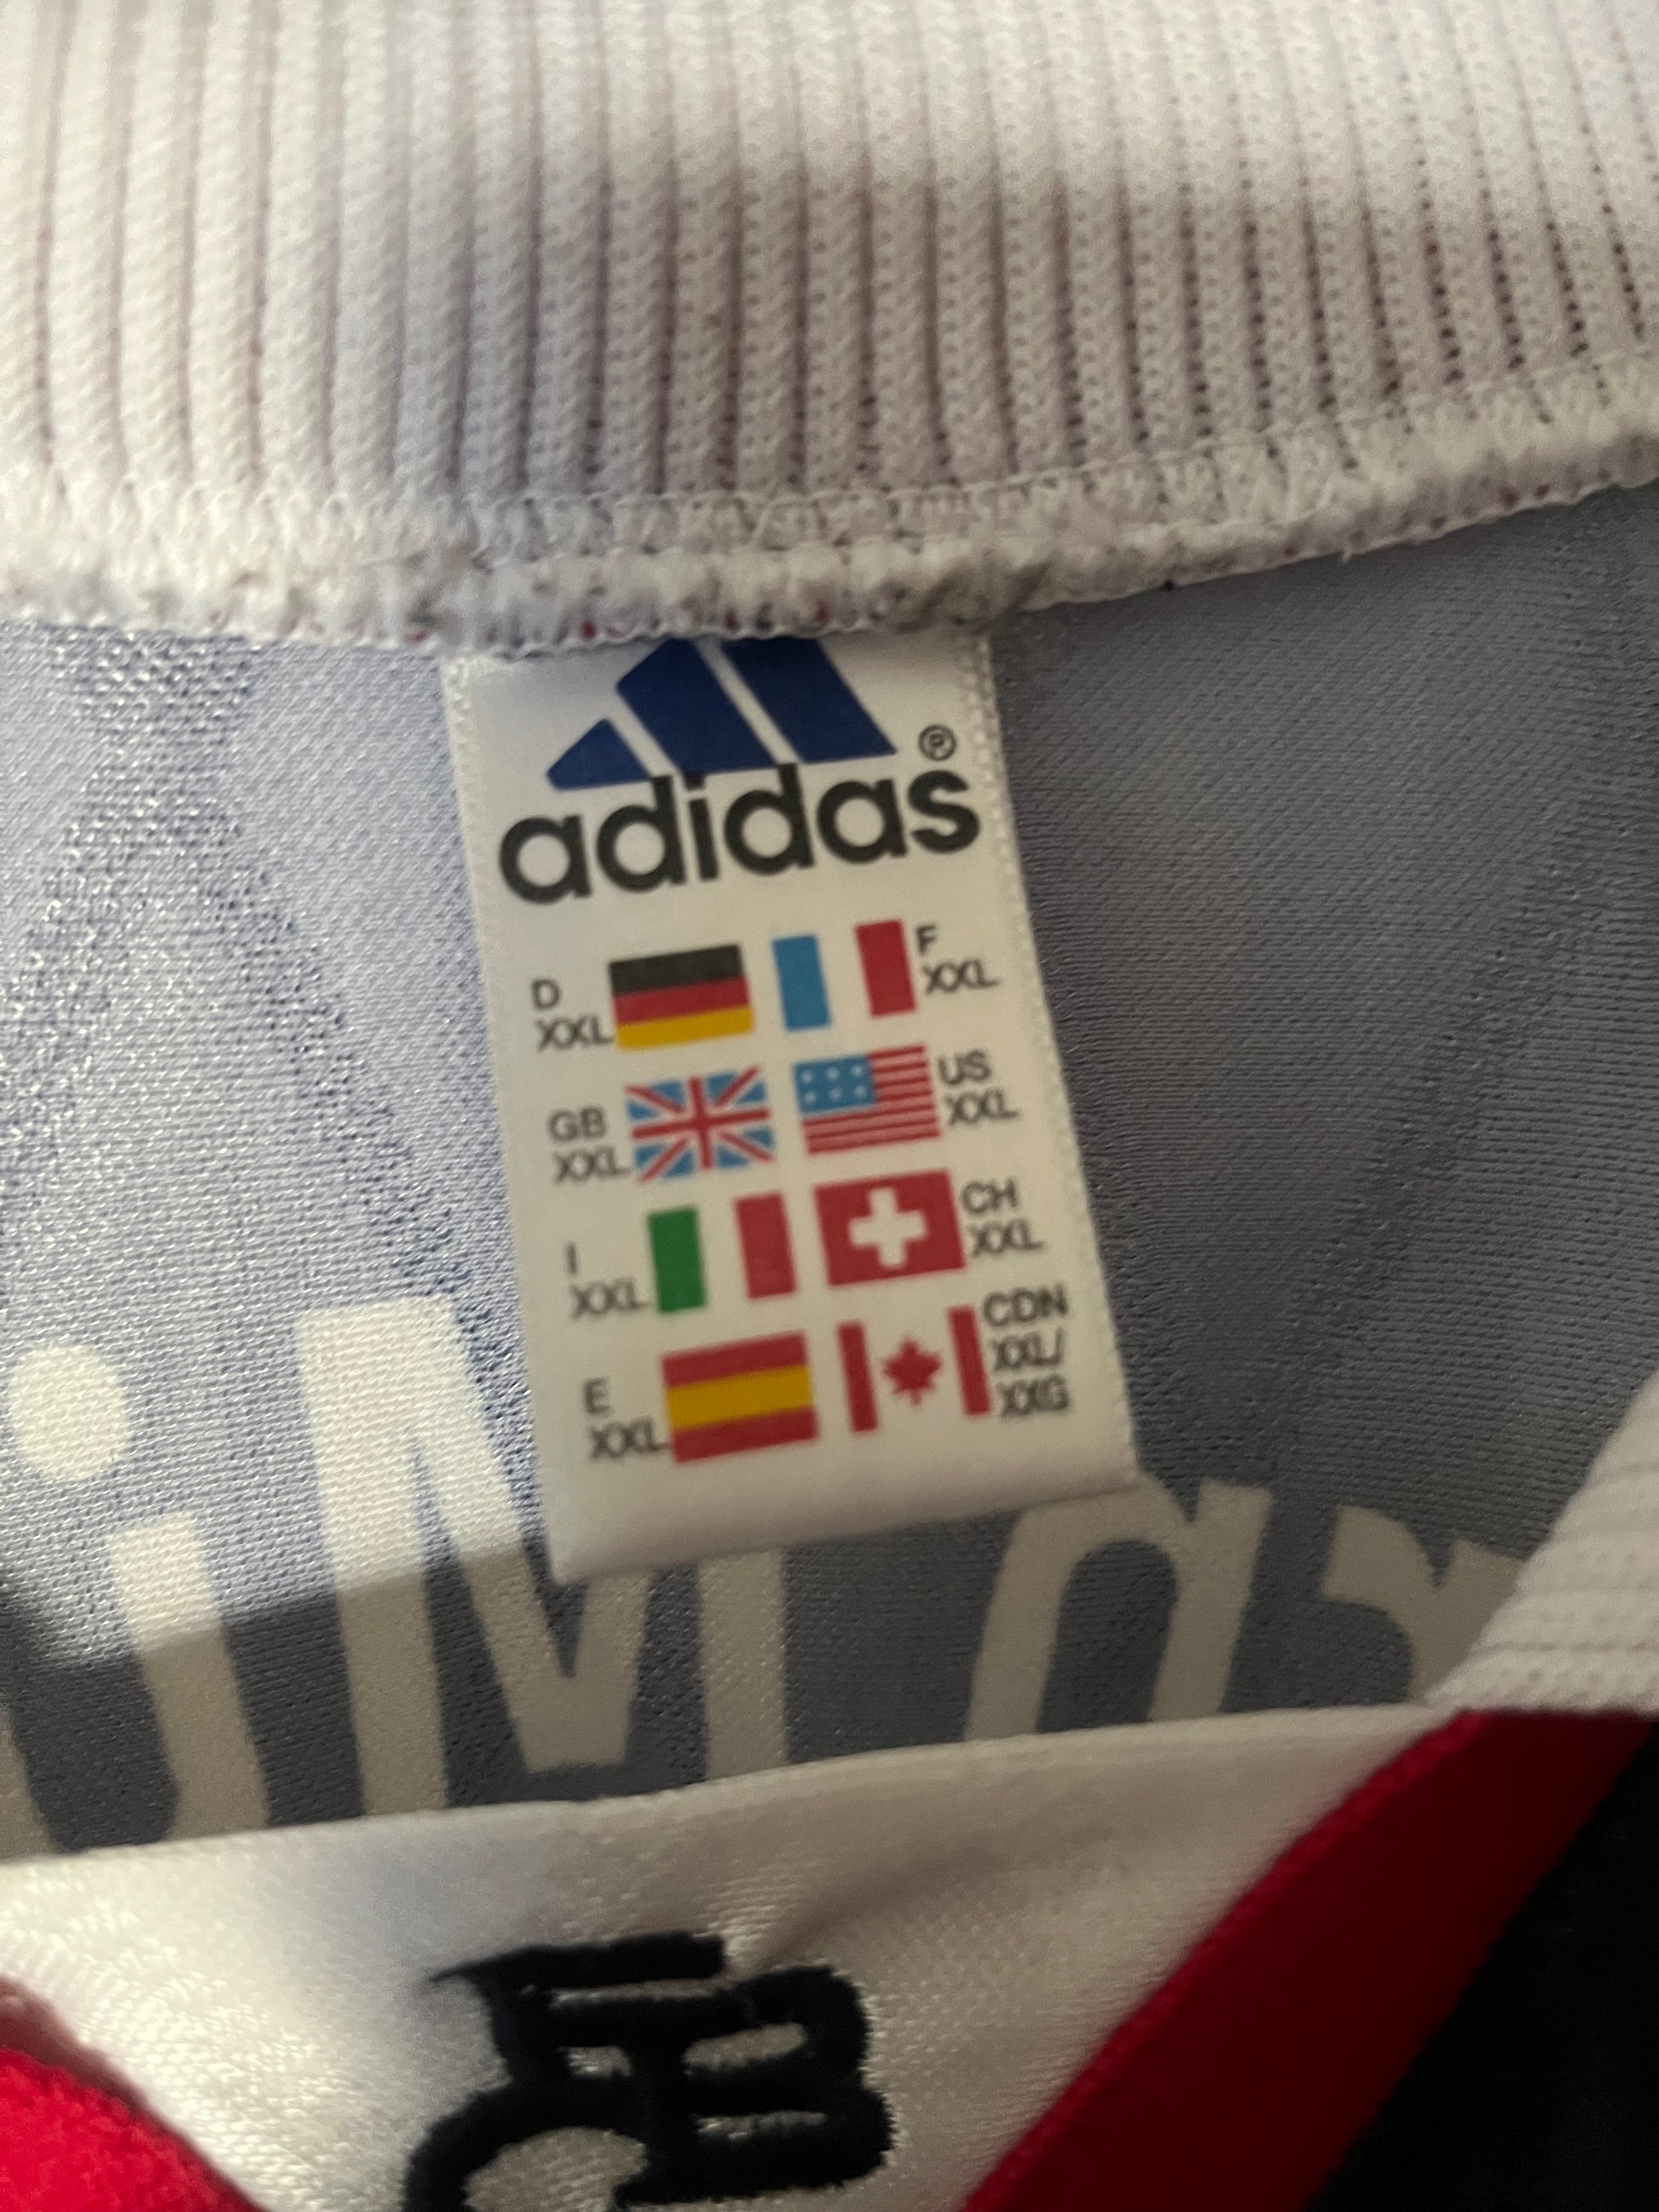 adidas®
D
XXL
F
XXL
GB
XXL
US
XXL
I
XXL
CH
XXL
E
XXL
CDN
XXL/
XXG